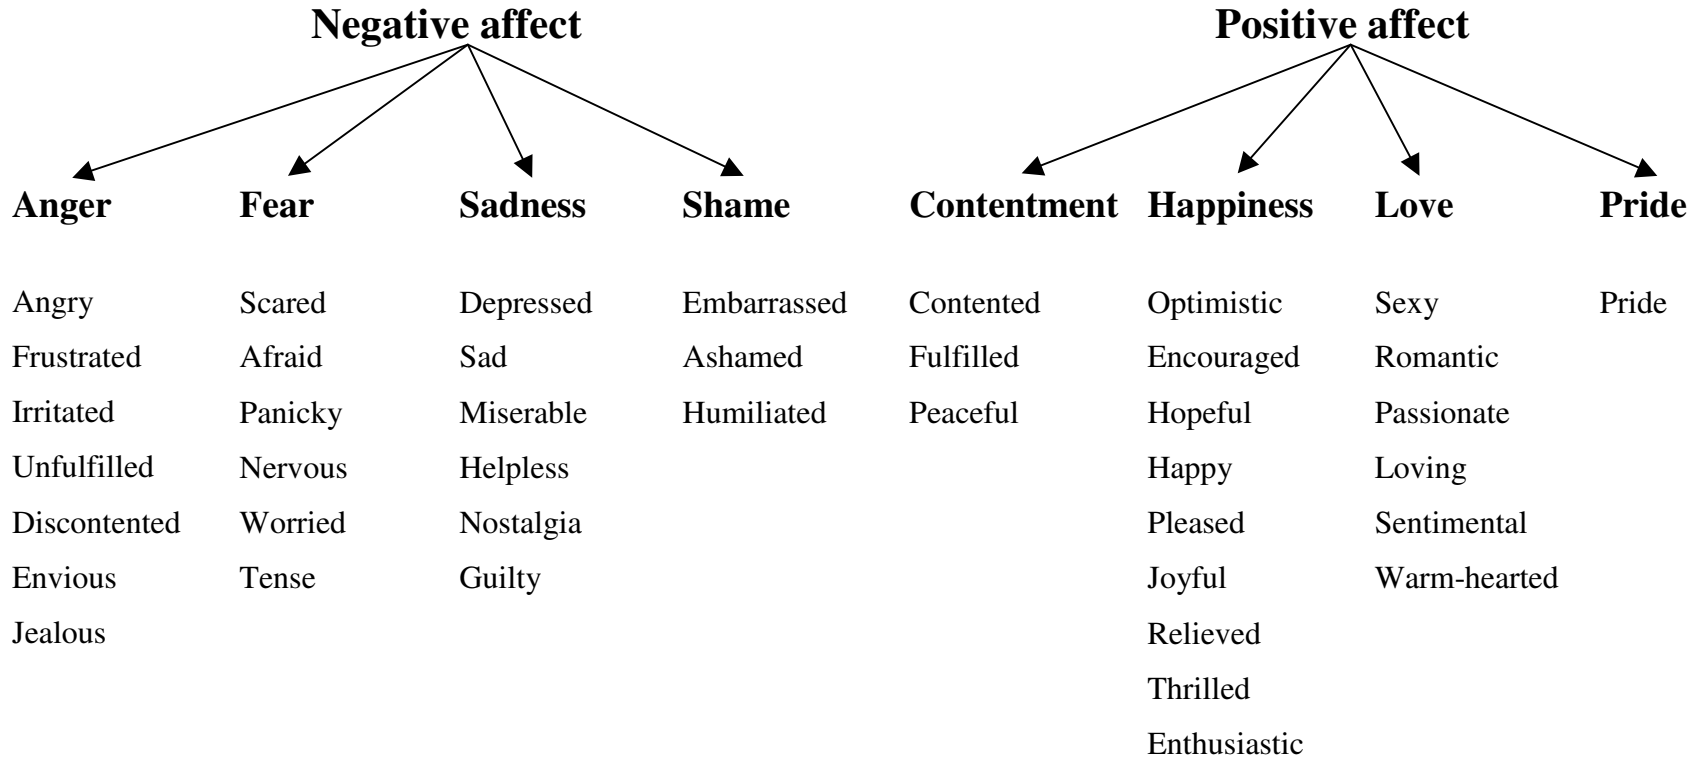 Negative affect Positive affect
Anger Fear Sadness Shame Contentment Happiness Love Pride
Angry Scared Depressed Embarrassed Contented Optimistic Sexy Pride
Frustrated Afraid Sad Ashamed Fulfilled Encouraged Romantic
Irritated Panicky Miserable Humiliated Peaceful Hopeful Passionate
Unfulfilled Nervous Helpless Happy Loving
Discontented Worried Nostalgia Pleased Sentimental
Envious Tense Guilty Joyful Warm-hearted
Jealous Relieved
Thrilled
Enthusiastic